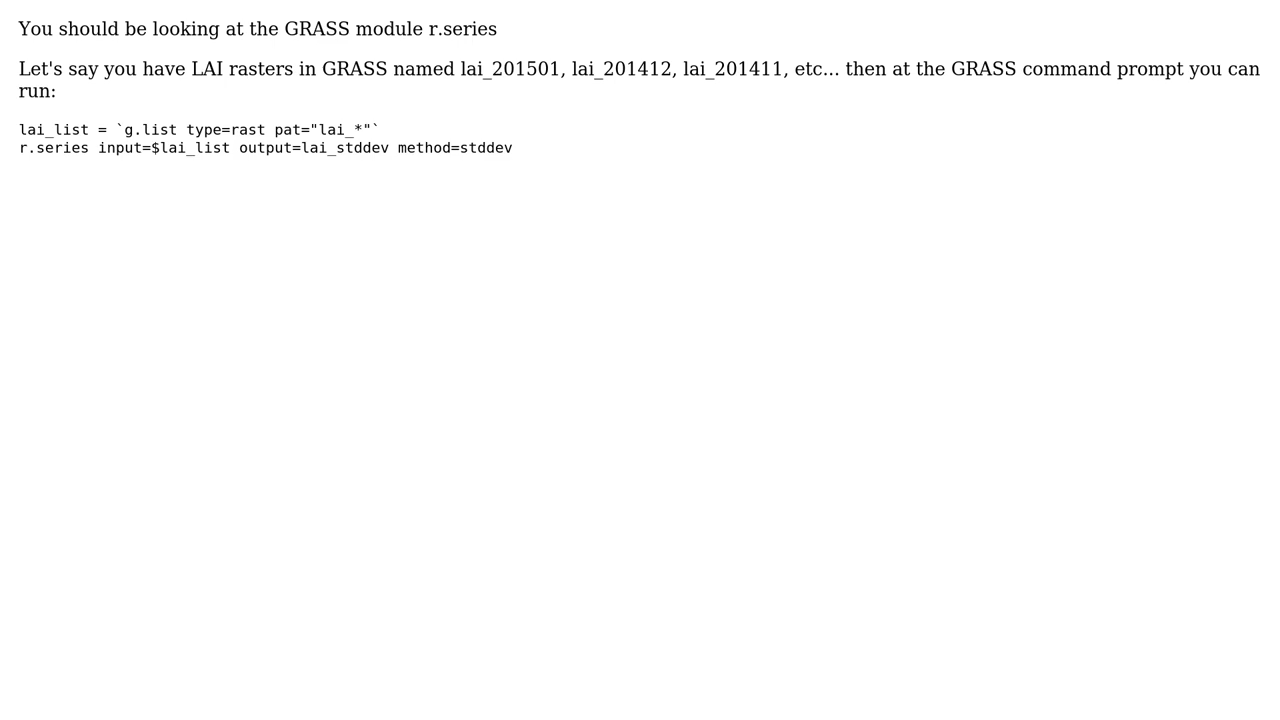 You should be looking at the GRASS module r.series
Let's say you have LAI rasters in GRASS named lai_201501, lai_201412, lai_201411, etc... then at the GRASS command prompt you can
run:
lai_list = `g.list type=rast pat="lai_*"`
r.series input=$lai_list output=lai_stddev method=stddev